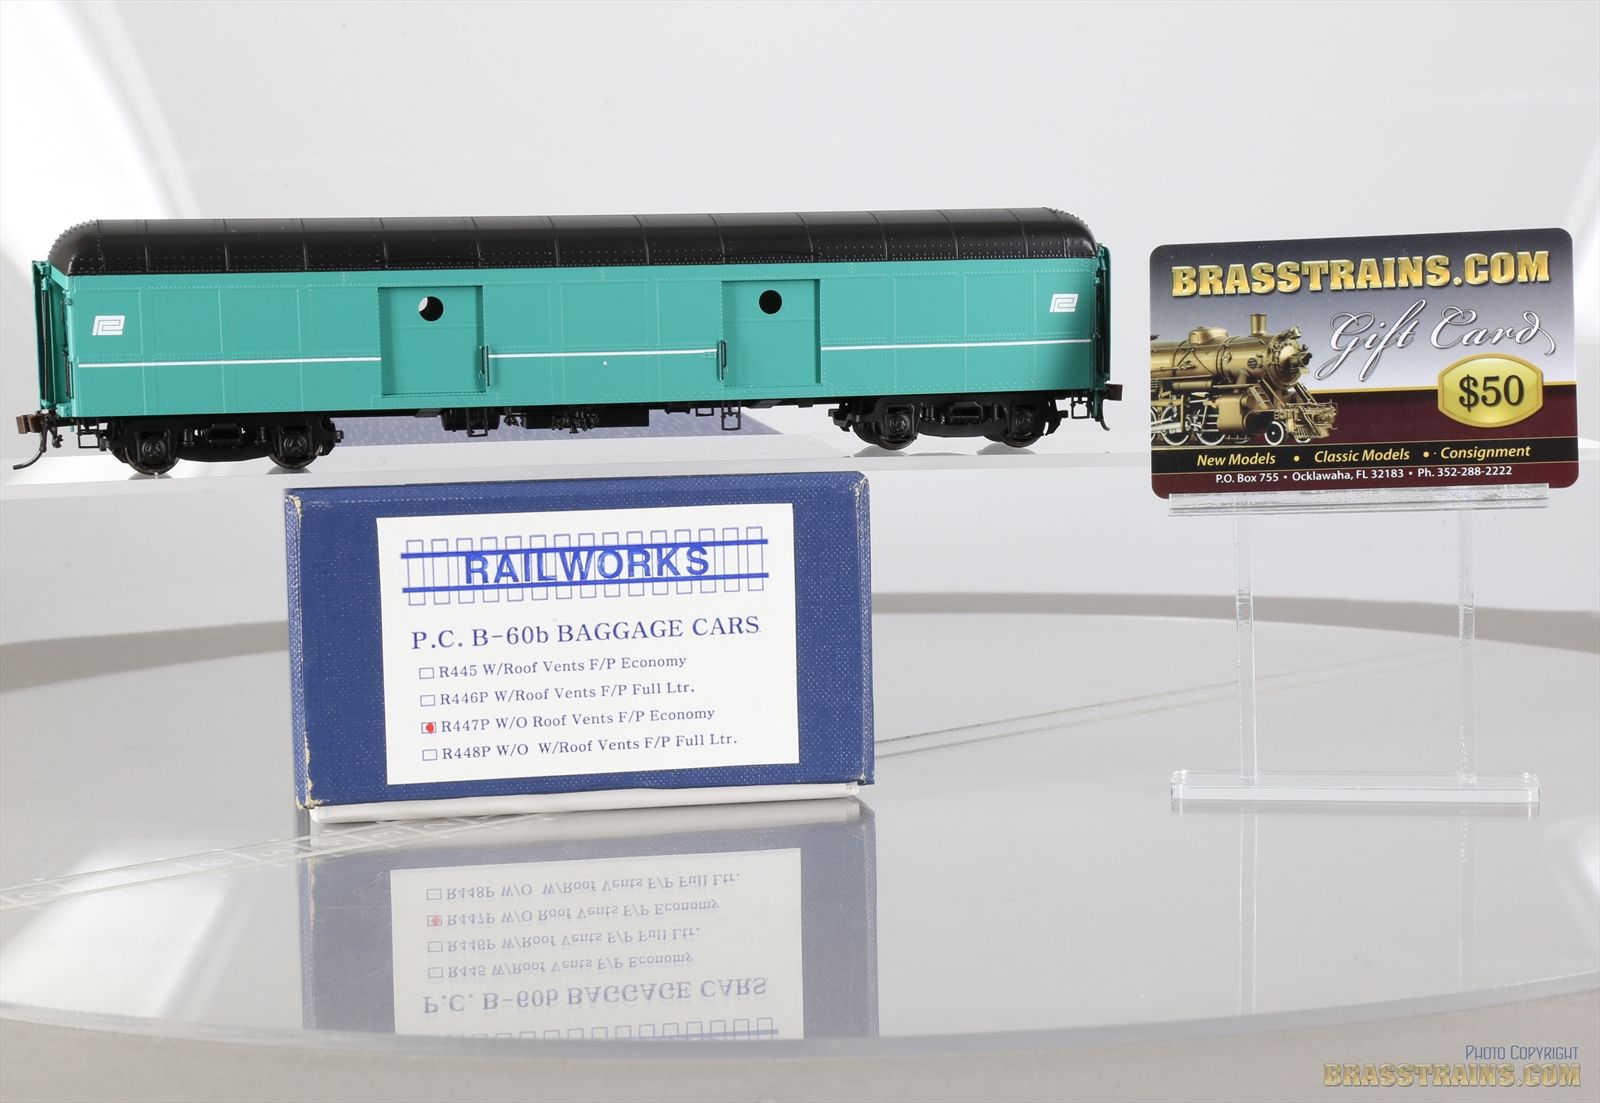 BRASSTRAINS.COM
Gift Card
$50
New Models • Classic Models • Consignment
P.O. Box 755 • Ocklawaha, FL 32183 • Ph. 352-288-2222
RAILWORKS
P.C. B-60b BAGGAGE CARS
R445 W/Roof Vents F/P Economy
R446P W/Roof Vents F/P Full Ltr.
R447P W/O Roof Vents F/P Economy
R448P W/O W/Roof Vents F/P Full Ltr.
PHOTO COPYRIGHT
BRASSTRAINS.COM